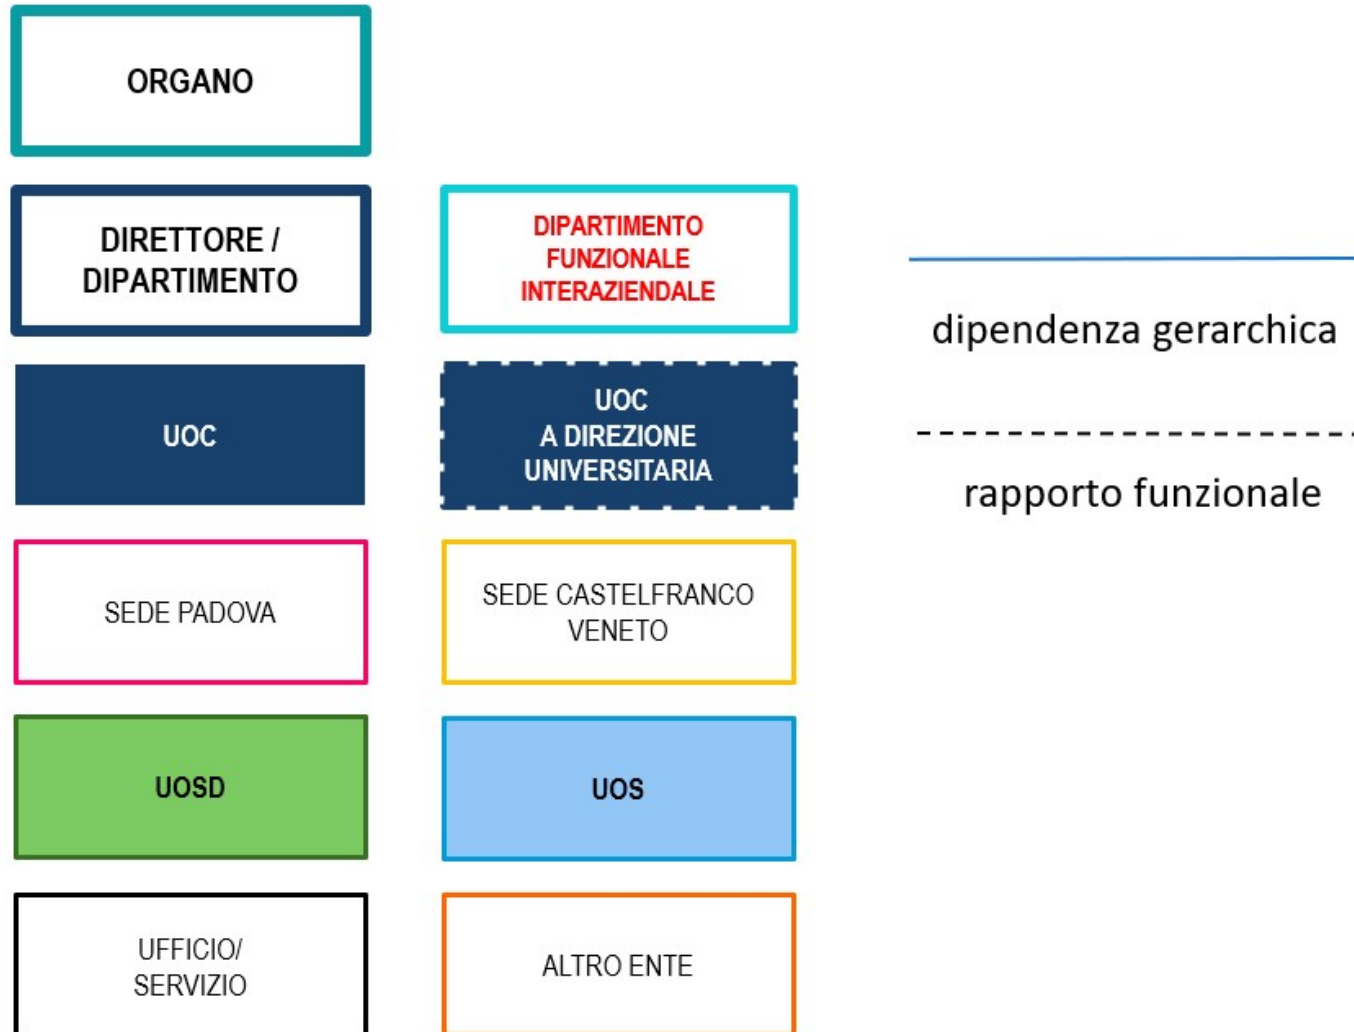 ORGANO
DIRETTORE /
DIPARTIMENTO
DIPARTIMENTO
FUNZIONALE
INTERAZIENDALE
dipendenza gerarchica
UOC
UOC
A DIREZIONE
UNIVERSITARIA
rapporto funzionale
SEDE PADOVA
SEDE CASTELFRANCO
VENETO
UOSD
UOS
UFFICIO/
SERVIZIO
ALTRO ENTE